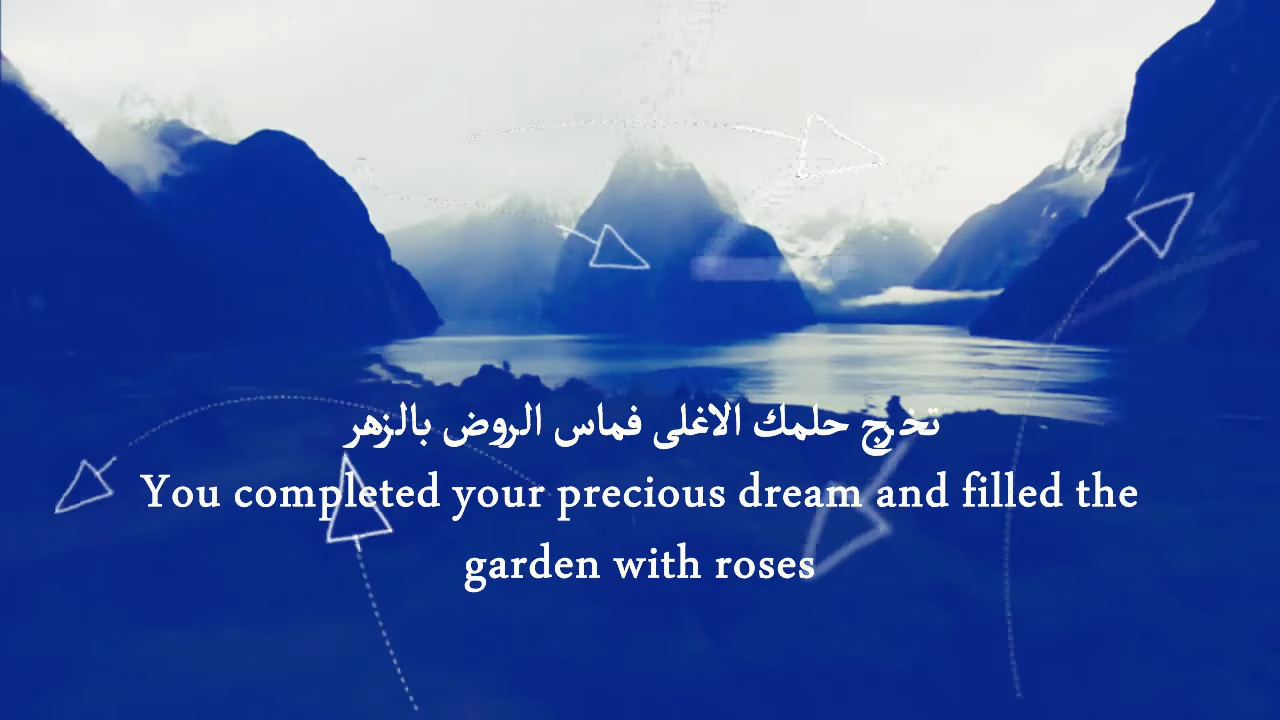 تخرج حلمك الاغلى فماس الروض بالزهر
You completed your precious dream and filled the
garden with roses